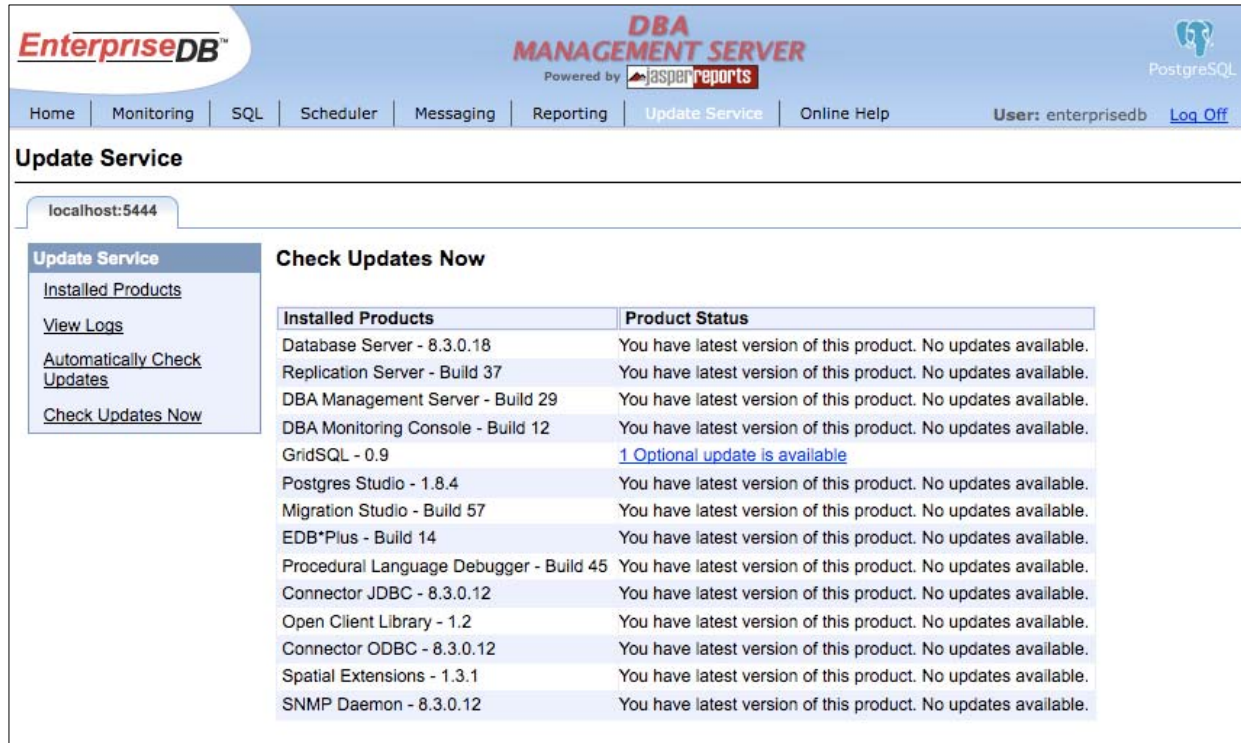 EnterpriseDB™
DBA
MANAGEMENT SERVER
Powered by jasperreports
PostgreSQL
Home Monitoring SQL Scheduler Messaging Reporting Update Service Online Help User: enterprisedb Log Off
Update Service
localhost:5444
Update Service
Installed Products
View Logs
Automatically Check
Updates
Check Updates Now
Check Updates Now
Installed Products Product Status
Database Server - 8.3.0.18 You have latest version of this product. No updates available.
Replication Server - Build 37 You have latest version of this product. No updates available.
DBA Management Server - Build 29 You have latest version of this product. No updates available.
DBA Monitoring Console - Build 12 You have latest version of this product. No updates available.
GridSQL - 0.9 1 Optional update is available
Postgres Studio - 1.8.4 You have latest version of this product. No updates available.
Migration Studio - Build 57 You have latest version of this product. No updates available.
EDB*Plus - Build 14 You have latest version of this product. No updates available.
Procedural Language Debugger - Build 45 You have latest version of this product. No updates available.
Connector JDBC - 8.3.0.12 You have latest version of this product. No updates available.
Open Client Library - 1.2 You have latest version of this product. No updates available.
Connector ODBC - 8.3.0.12 You have latest version of this product. No updates available.
Spatial Extensions - 1.3.1 You have latest version of this product. No updates available.
SNMP Daemon - 8.3.0.12 You have latest version of this product. No updates available.